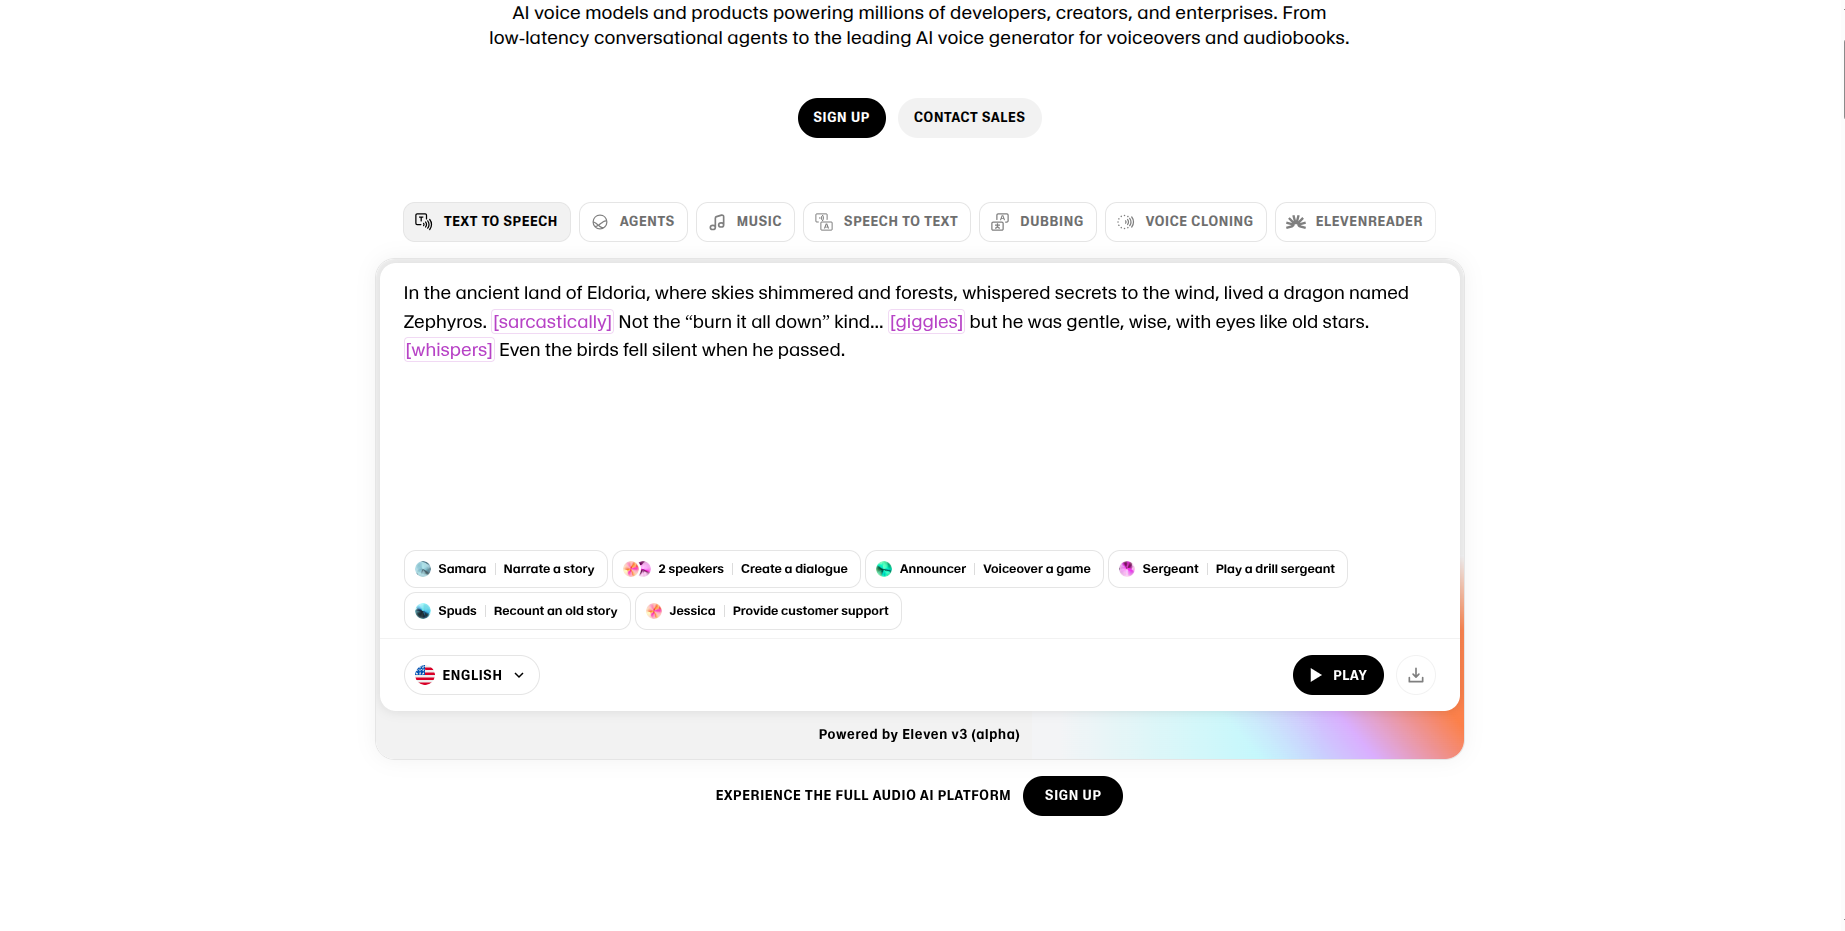 AI voice models and products powering millions of developers, creators, and enterprises. From
low-latency conversational agents to the leading AI voice generator for voiceovers and audiobooks.
SIGN UP CONTACT SALES
TEXT TO SPEECH AGENTS MUSIC SPEECH TO TEXT DUBBING VOICE CLONING ELEVENREADER
In the ancient land of Eldoria, where skies shimmered and forests, whispered secrets to the wind, lived a dragon named
Zephyros. [sarcastically] Not the “burn it all down” kind... [giggles] but he was gentle, wise, with eyes like old stars.
[whispers] Even the birds fell silent when he passed.
Samara Narrate a story 2 speakers Create a dialogue Announcer Voiceover a game Sergeant Play a drill sergeant
Spuds Recount an old story Jessica Provide customer support
ENGLISH PLAY
Powered by Eleven v3 (alpha)
EXPERIENCE THE FULL AUDIO AI PLATFORM SIGN UP